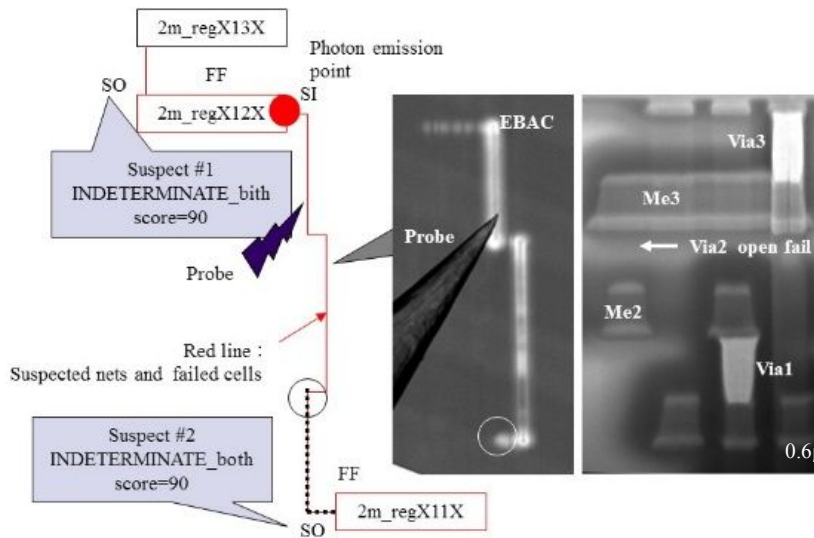 2m_regX13X
Photon emission
point
FF
SO
SI
2m_regX12X
Suspect #1
INDETERMINATE_bith
score=90
Probe
Red line :
Suspected nets and failed cells
Suspect #2
INDETERMINATE_both
score=90
FF
2m_regX11X
SO
EBAC
Probe
Via3
Me3
Via2 open fail
Me2
Via1